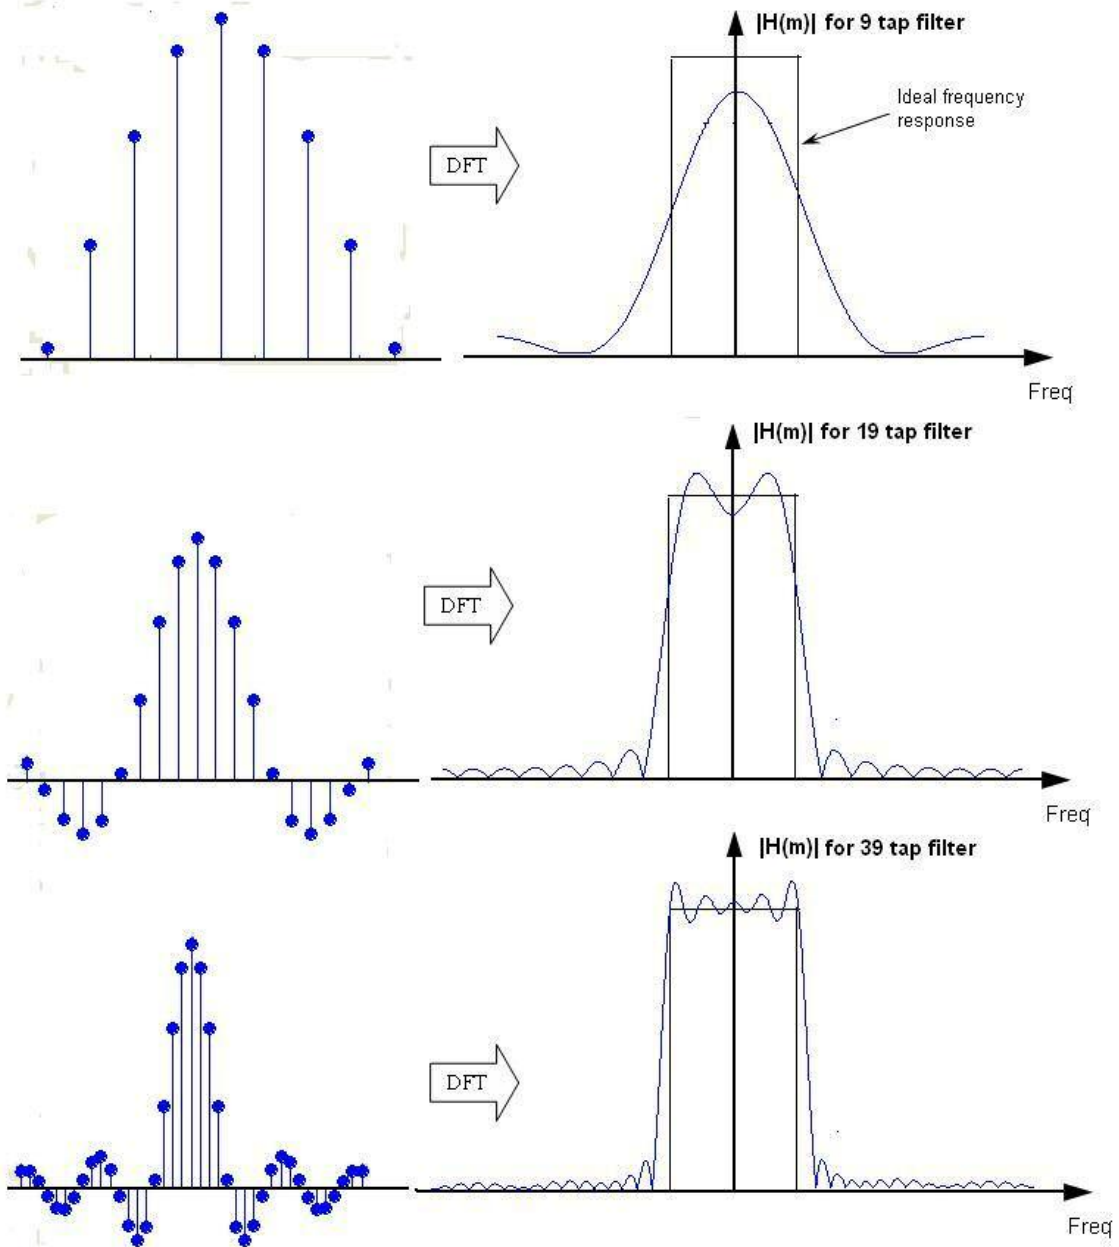 |H(m)| for 9 tap filter
Ideal frequency
response
DFT
Freq
|H(m)| for 19 tap filter
DFT
Freq
|H(m)| for 39 tap filter
DFT
Freq